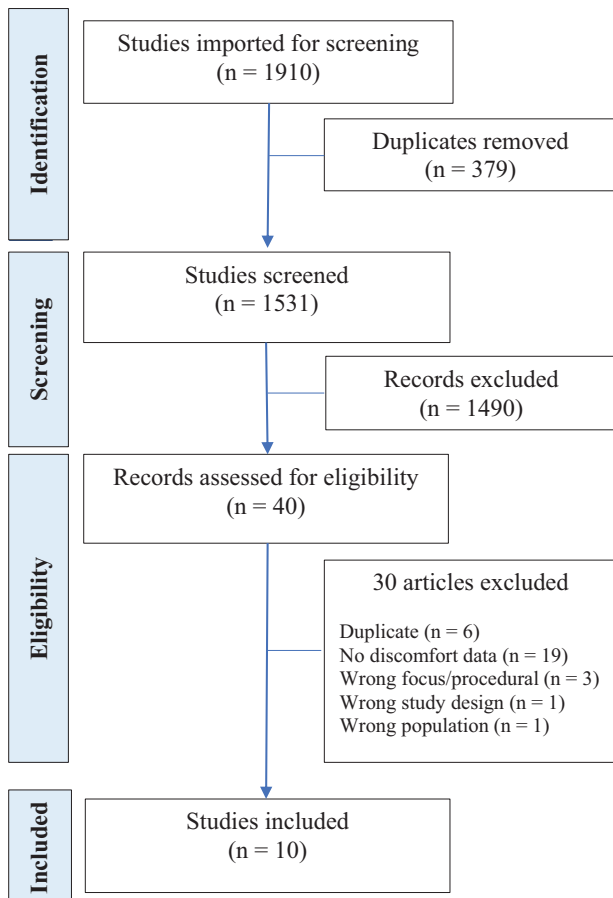 Identification
Studies imported for screening
(n = 1910)
Duplicates removed
(n = 379)
Screening
Studies screened
(n = 1531)
Records excluded
(n = 1490)
Eligibility
Records assessed for eligibility
(n = 40)
30 articles excluded
Duplicate (n = 6)
No discomfort data (n = 19)
Wrong focus/procedural (n = 3)
Wrong study design (n = 1)
Wrong population (n = 1)
Included
Studies included
(n = 10)